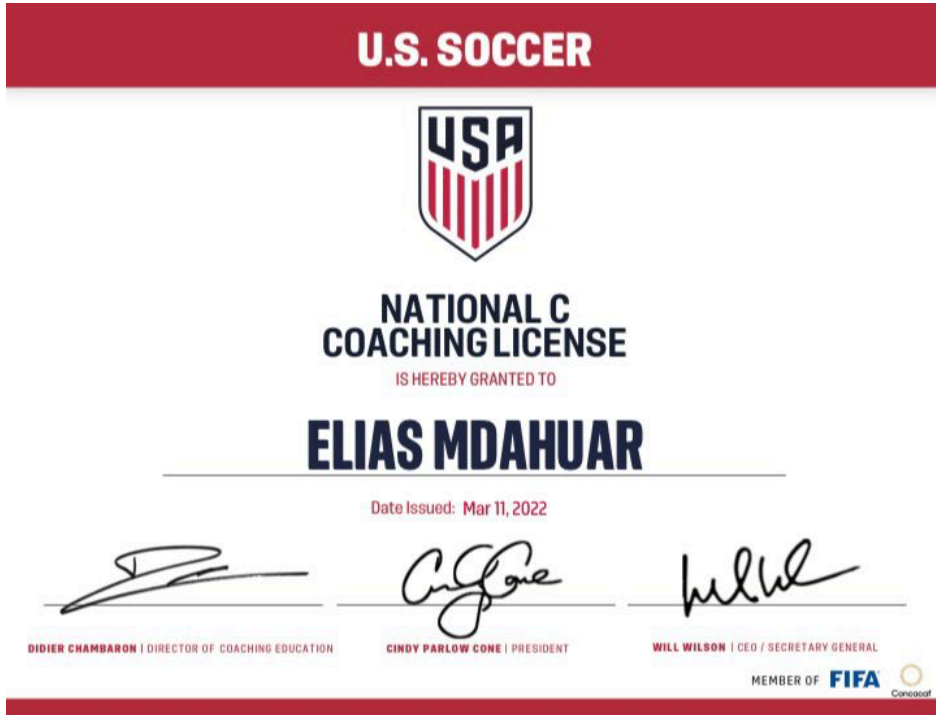 U.S. SOCCER
USA
NATIONAL C
COACHING LICENSE
IS HEREBY GRANTED TO
ELIAS MDAHUAR
Date Issued: Mar 11, 2022
DIDIER CHAMBARON | DIRECTOR OF COACHING EDUCATION
CINDY PARLOW CONE | PRESIDENT
WILL WILSON | CEO / SECRETARY GENERAL
MEMBER OF FIFA
Concacaf